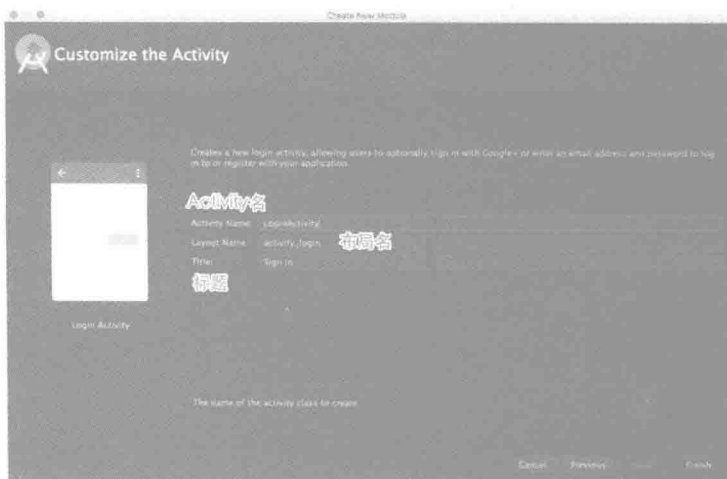 Create New Module
Customize the Activity
Creates a new login activity, allowing users to optionally sign in with Google+ or enter an email address and password to log
in to or register with your application.
Activity名
Activity Name: LoginActivity
Layout Name: activity_login 布局名
Title: Sign in
标题
Login Activity
The name of the activity class to create
Cancel Previous Finish